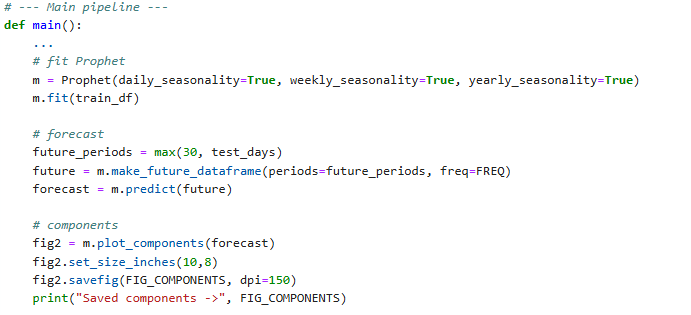 # --- Main pipeline ---
def main():
    ...
    # fit Prophet
    m = Prophet(daily_seasonality=True, weekly_seasonality=True, yearly_seasonality=True)
    m.fit(train_df)

    # forecast
    future_periods = max(30, test_days)
    future = m.make_future_dataframe(periods=future_periods, freq=FREQ)
    forecast = m.predict(future)

    # components
    fig2 = m.plot_components(forecast)
    fig2.set_size_inches(10,8)
    fig2.savefig(FIG_COMPONENTS, dpi=150)
    print("Saved components ->", FIG_COMPONENTS)